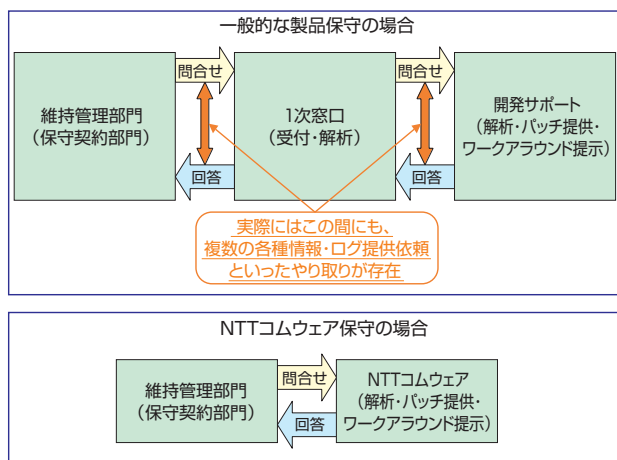 一般的な製品保守の場合
維持管理部門
(保守契約部門)
問合せ
回答
1次窓口
(受付・解析)
問合せ
回答
開発サポート
(解析・パッチ提供・
ワークアラウンド提示)
実際にはこの間にも、
複数の各種情報・ログ提供依頼
といったやり取りが存在
NTTコムウェア保守の場合
維持管理部門
(保守契約部門)
問合せ
回答
NTTコムウェア
(解析・パッチ提供・
ワークアラウンド提示)